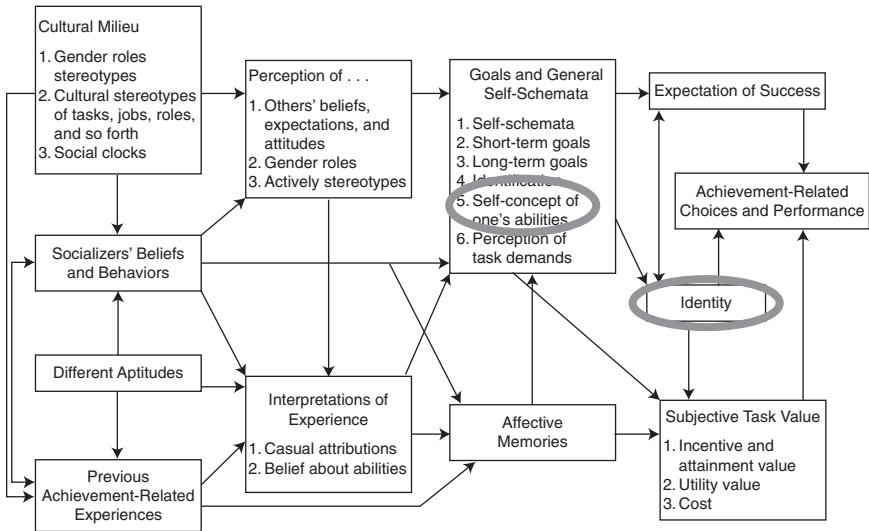 Cultural Milieu
1. Gender roles
stereotypes
2. Cultural stereotypes
of tasks, jobs, roles,
and so forth
3. Social clocks
Perception of . . .
1. Others' beliefs,
expectations, and
attitudes
2. Gender roles
3. Actively stereotypes
Goals and General
Self-Schemata
1. Self-schemata
2. Short-term goals
3. Long-term goals
4. Identification
5. Self-concept of
one's abilities
6. Perception of
task demands
Expectation of Success
Achievement-Related
Choices and Performance
Socializers' Beliefs
and Behaviors
Identity
Different Aptitudes
Interpretations of
Experience
1. Casual attributions
2. Belief about abilities
Affective
Memories
Subjective Task Value
1. Incentive and
attainment value
2. Utility value
3. Cost
Previous
Achievement-Related
Experiences